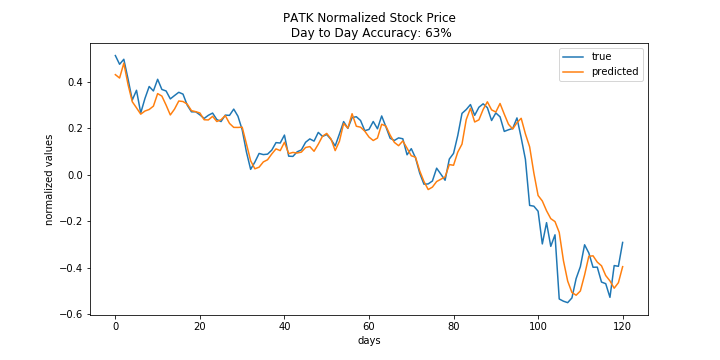 PATK Normalized Stock Price
Day to Day Accuracy: 63%
true
predicted
normalized values
0.4
0.2
0.0
−0.2
−0.4
−0.6
0
20
40
60
80
100
120
days